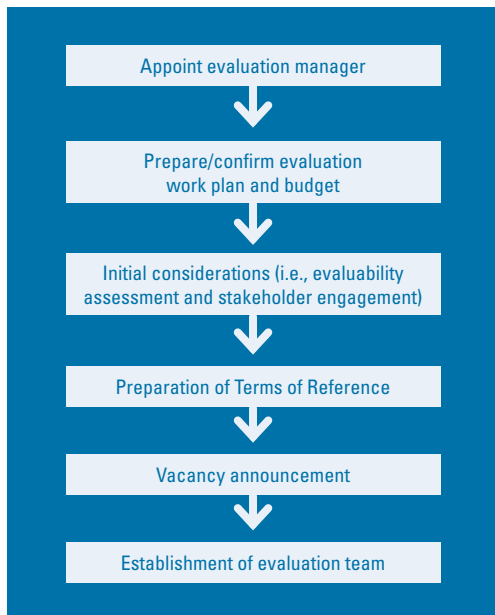 Appoint evaluation manager
Prepare/confirm evaluation
work plan and budget
Initial considerations (i.e., evaluability
assessment and stakeholder engagement)
Preparation of Terms of Reference
Vacancy announcement
Establishment of evaluation team